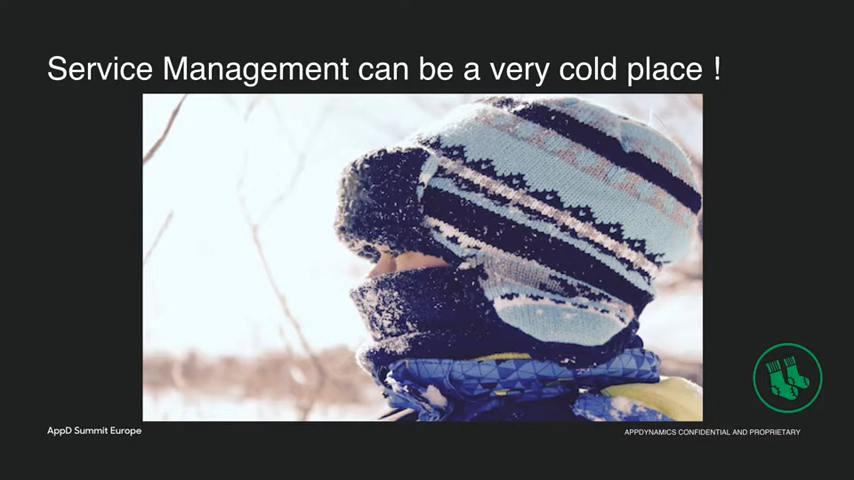 Service Management can be a very cold place !
AppD Summit Europe
APPDYNAMICS CONFIDENTIAL AND PROPRIETARY